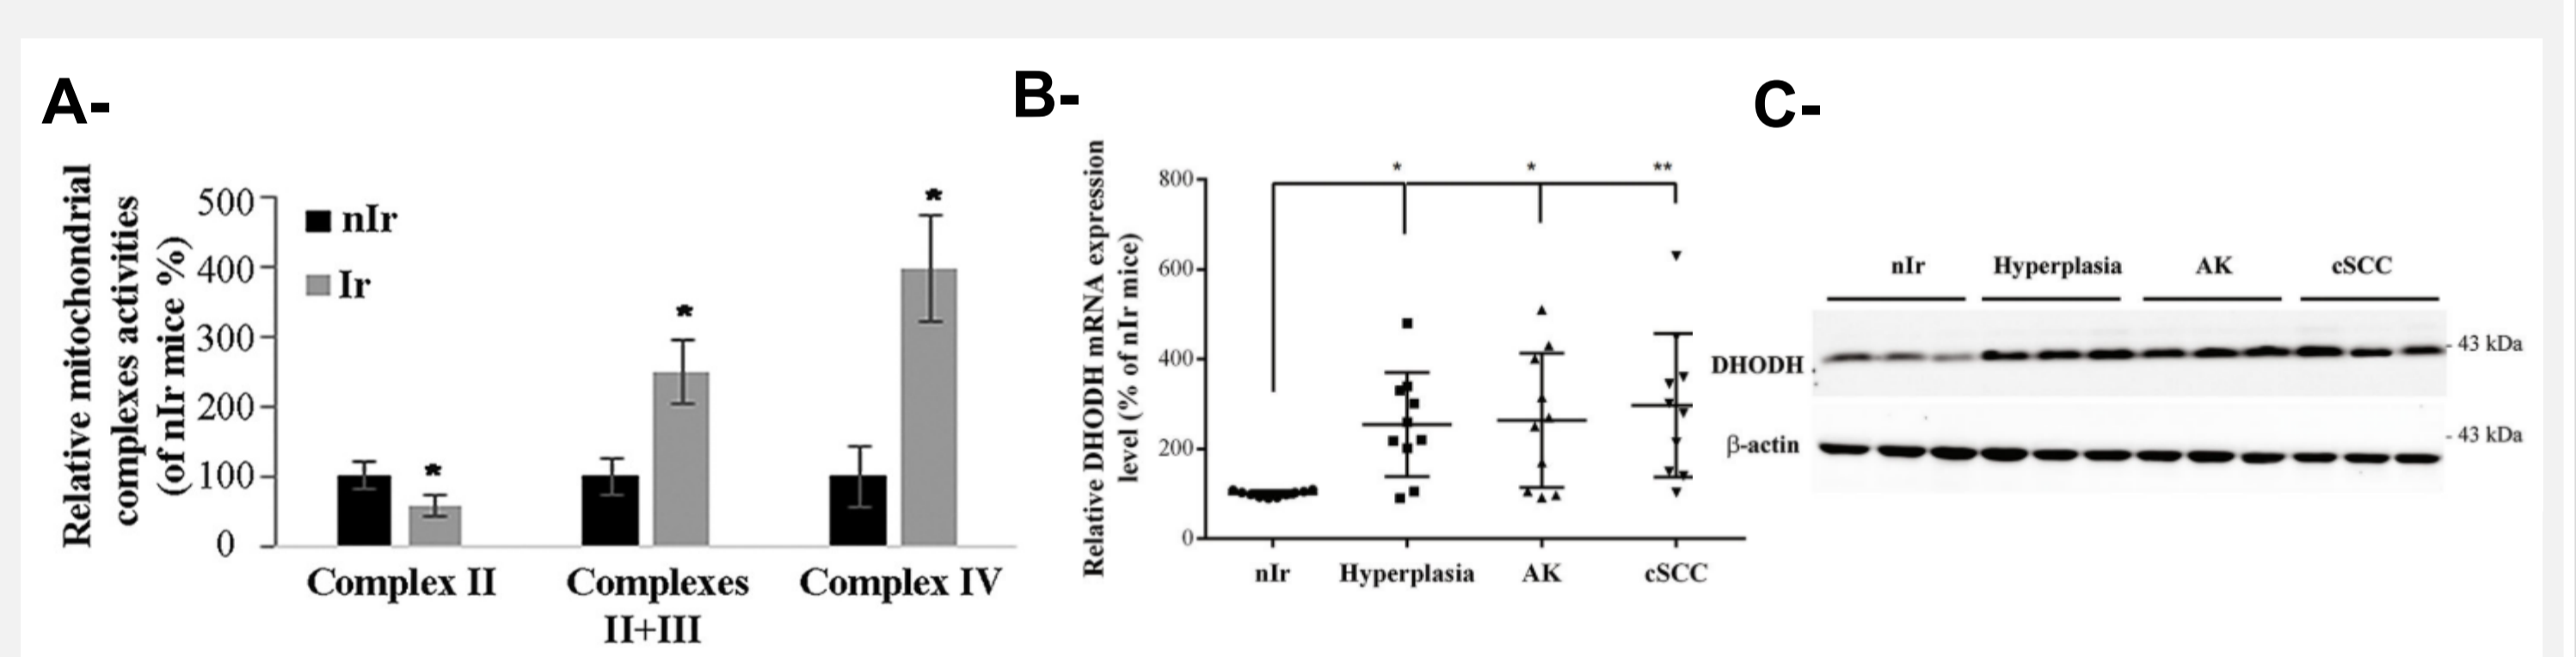 A-
Relative mitochondrial
complexes activities
(of nIr mice %)
500
400
300
200
100
0
nIr
Ir
*
*
*
Complex II
Complexes
II+III
Complex IV
B-
Relative DHODH mRNA expression
level (% of nIr mice)
800
600
400
200
0
*
*
**
nIr
Hyperplasia
AK
cSCC
C-
nIr Hyperplasia AK cSCC
DHODH
- 43 kDa
β-actin
- 43 kDa